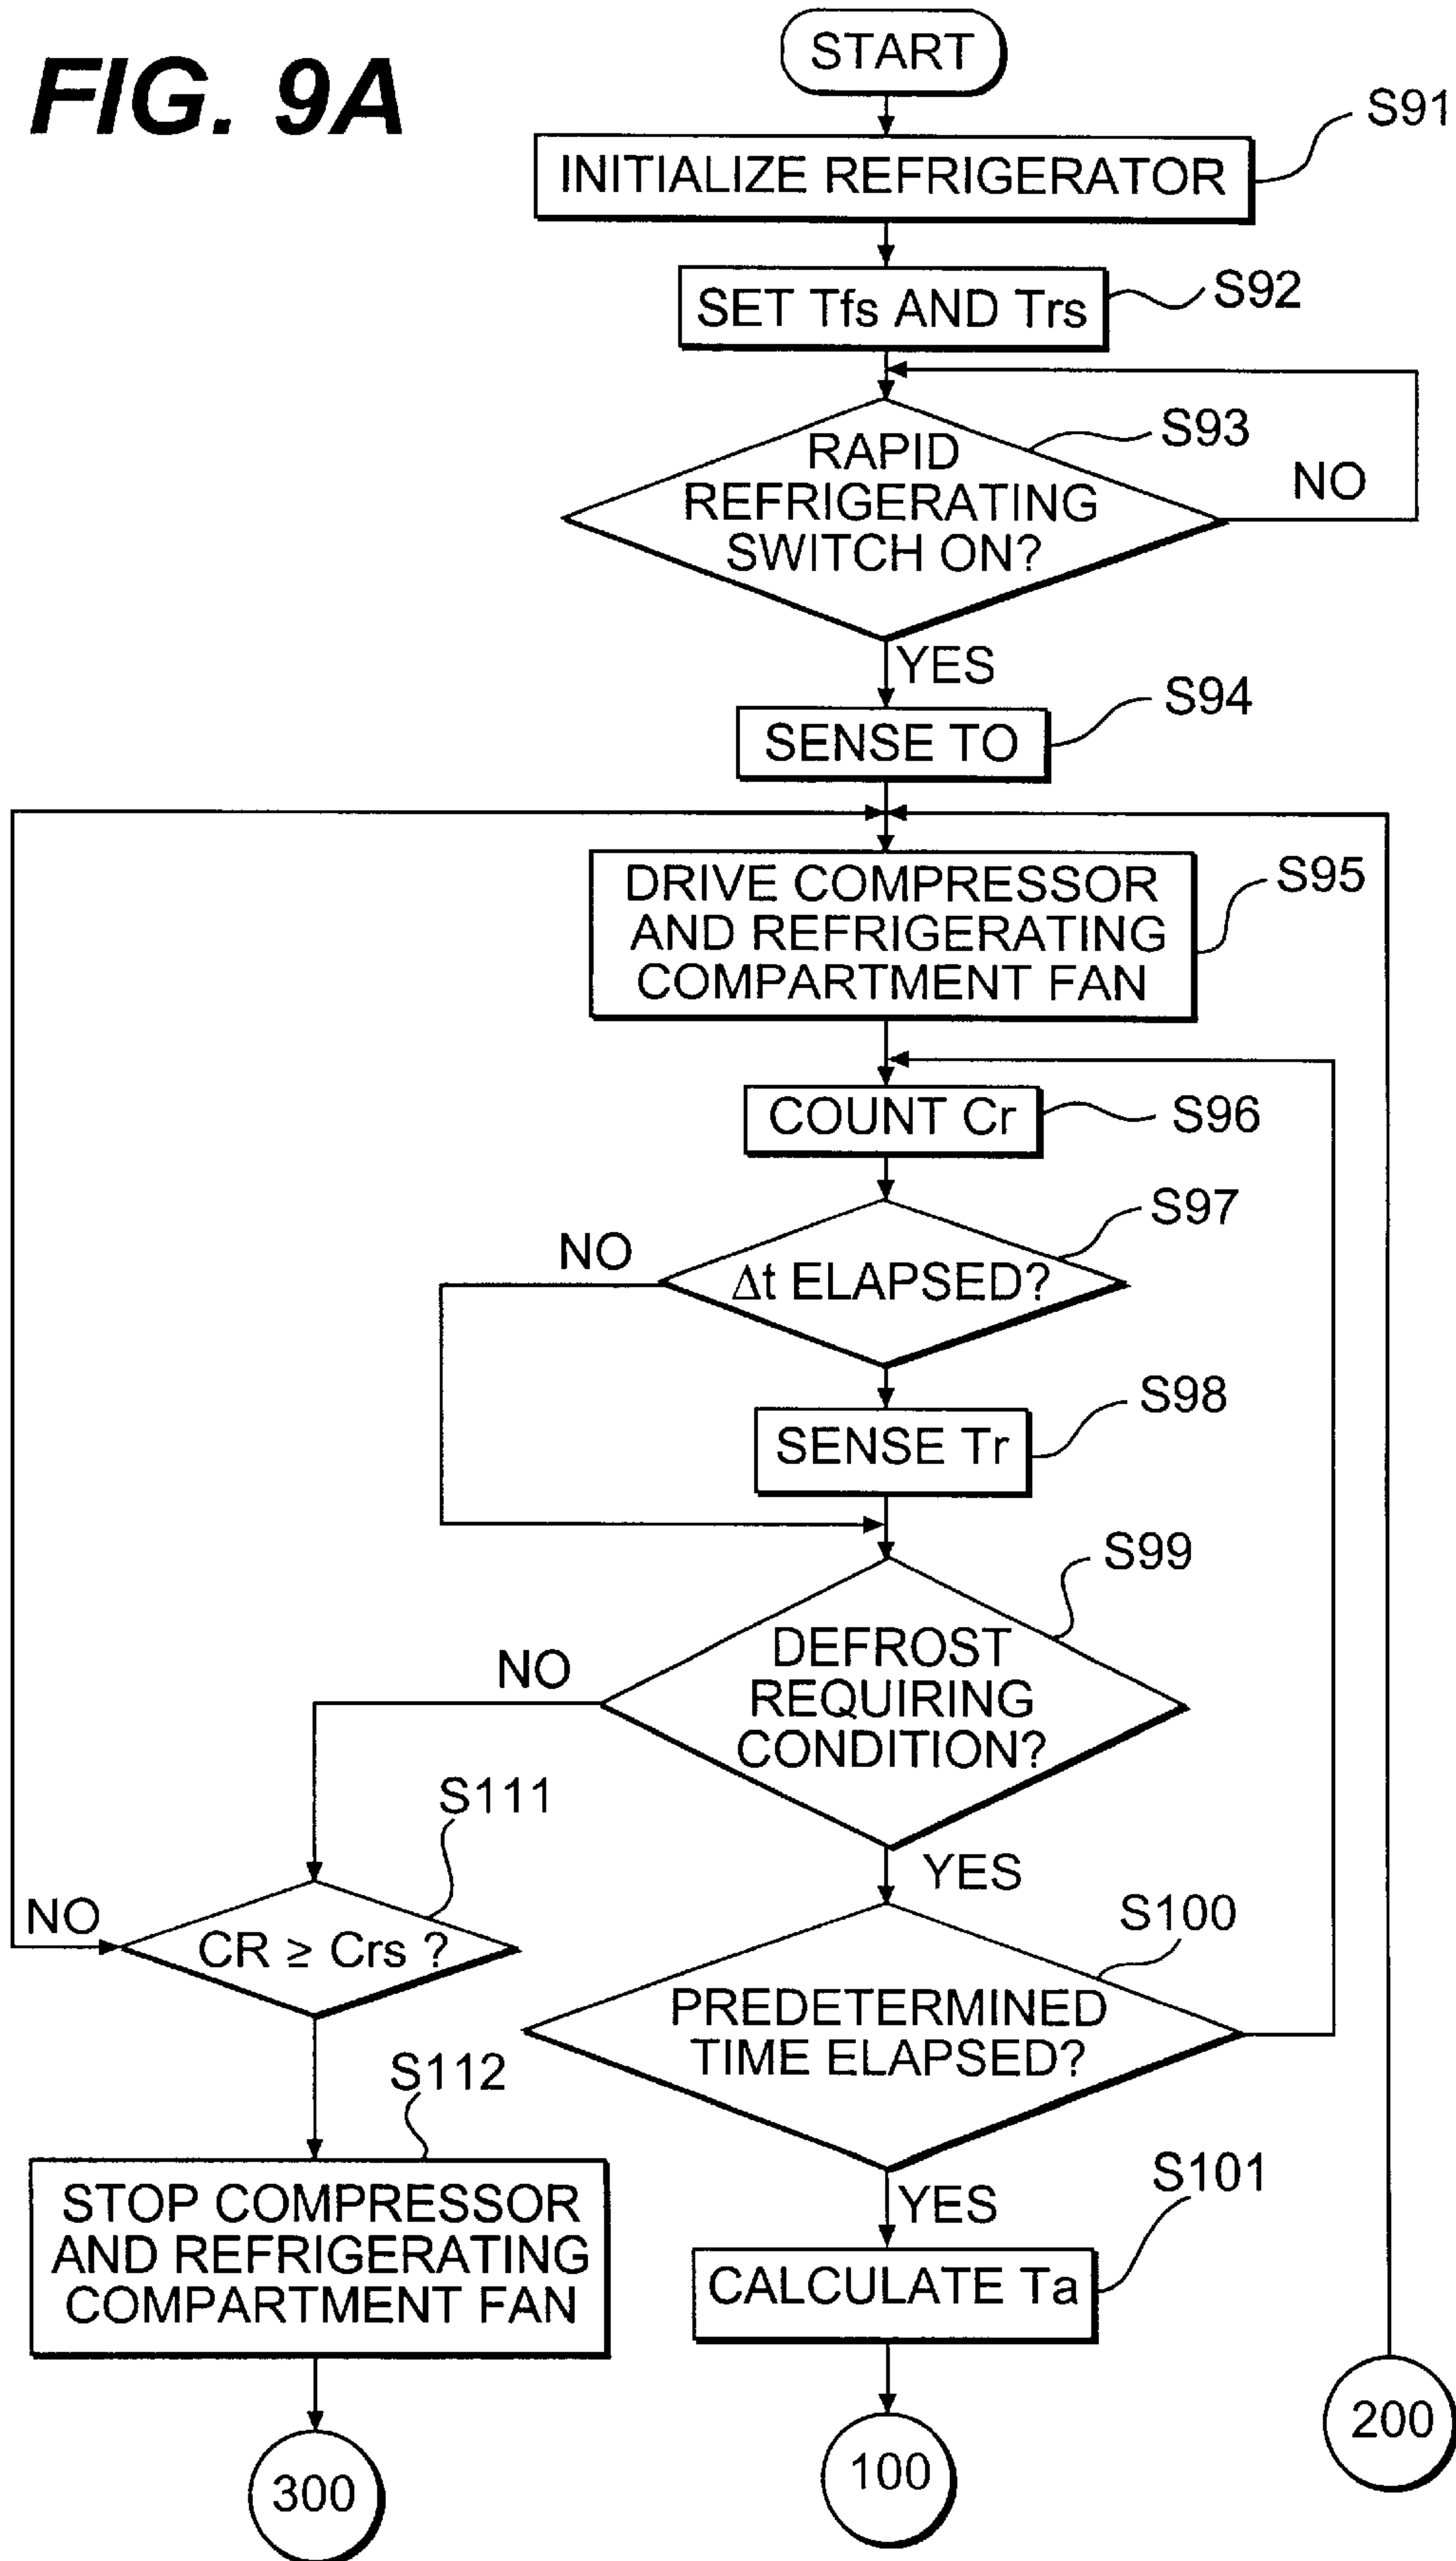 FIG. 9A
START
INITIALIZE REFRIGERATOR
S91
SET Tfs AND Trs
S92
RAPID
REFRIGERATING
SWITCH ON?
S93
NO
YES
SENSE TO
S94
DRIVE COMPRESSOR
AND REFRIGERATING
COMPARTMENT FAN
S95
COUNT Cr
S96
Δt ELAPSED?
S97
NO
SENSE Tr
S98
DEFROST
REQUIRING
CONDITION?
S99
NO
YES
CR ≥ Crs ?
S111
NO
PREDETERMINED
TIME ELAPSED?
S100
YES
STOP COMPRESSOR
AND REFRIGERATING
COMPARTMENT FAN
S112
CALCULATE Ta
S101
300
100
200